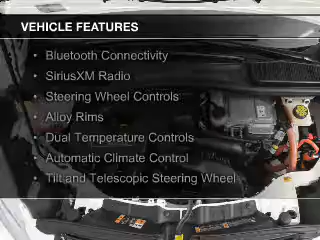 VEHICLE FEATURES
• Bluetooth Connectivity
• SiriusXM Radio
• Steering Wheel Controls
• Alloy Rims
• Dual Temperature Controls
• Automatic Climate Control
• Tilt and Telescopic Steering Wheel